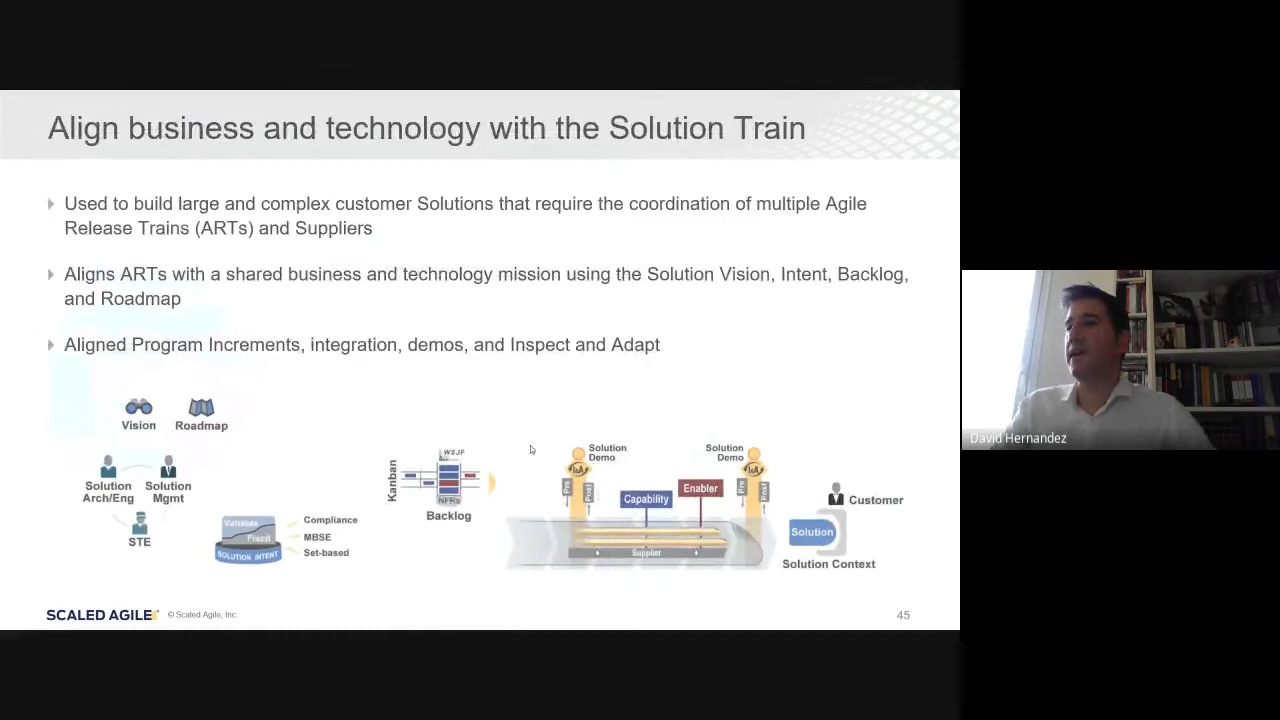 Align business and technology with the Solution Train
Used to build large and complex customer Solutions that require the coordination of multiple Agile
Release Trains (ARTs) and Suppliers
Aligns ARTs with a shared business and technology mission using the Solution Vision, Intent, Backlog,
and Roadmap
Aligned Program Increments, integration, demos, and Inspect and Adapt
Vision
Roadmap
Solution
Arch/Eng
Solution
Mgmt
STE
Variable
Fixed
SOLUTION INTENT
Compliance
MBSE
Set-based
Kanban
WSJF
NFRs
Backlog
Solution
Demo
I&A
Pre
Post
Capability
Enabler
Supplier
Solution
Demo
I&A
Pre
Post
Customer
Solution
Solution Context
SCALED AGILE
© Scaled Agile, Inc.
45
David Hernandez